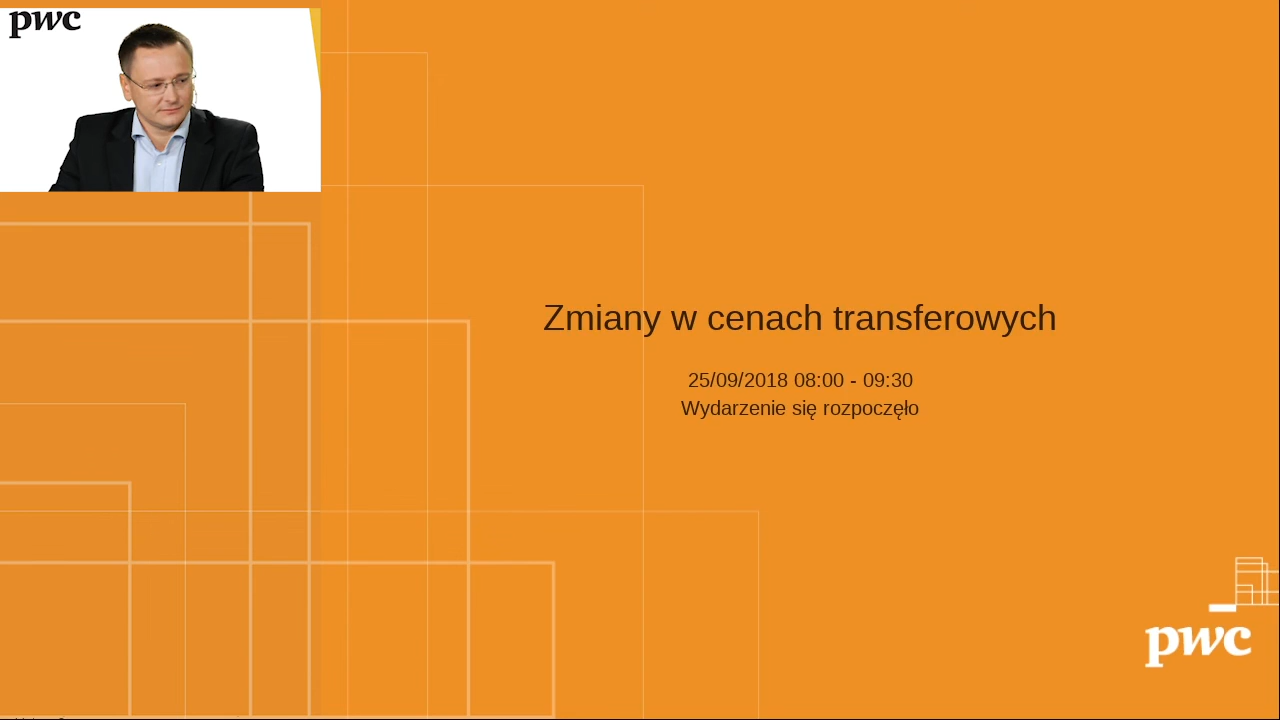 pwc
Zmiany w cenach transferowych
25/09/2018 08:00 - 09:30
Wydarzenie się rozpoczęło
pwc